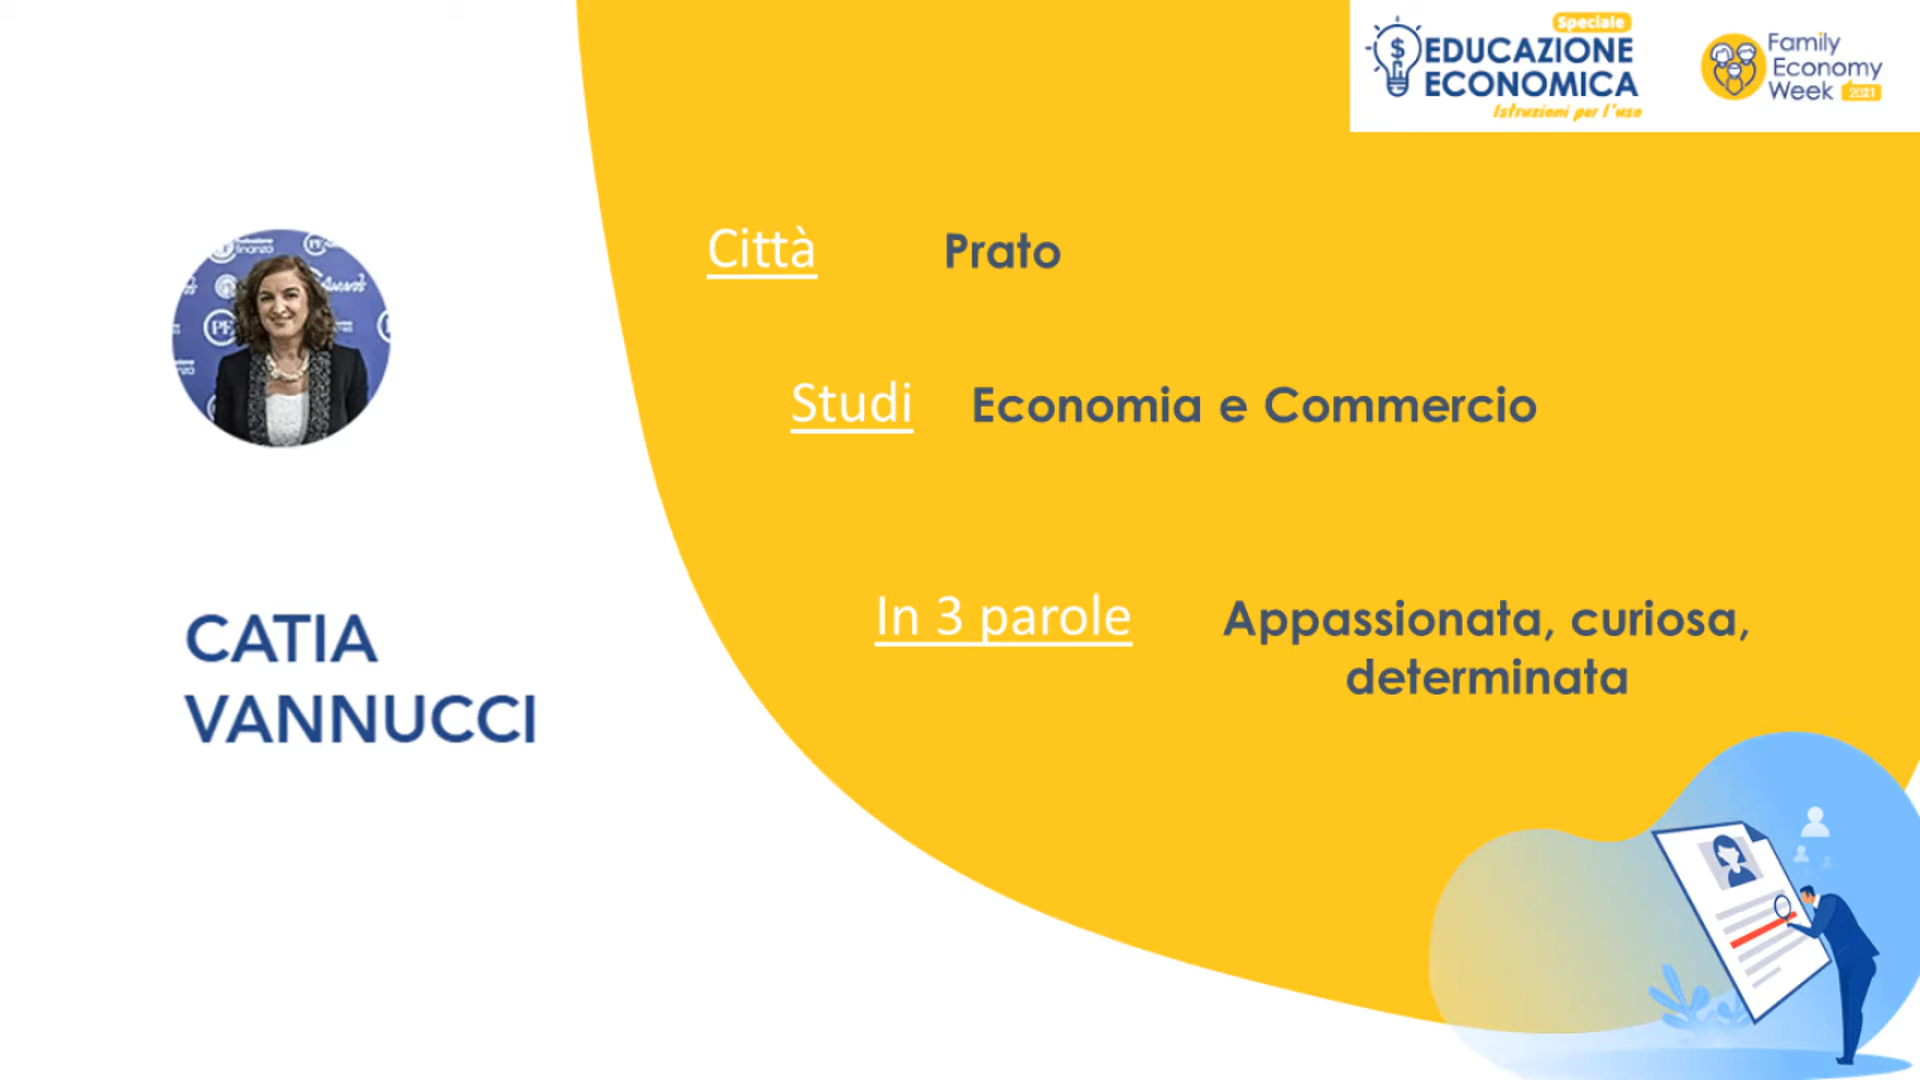 Speciale
EDUCAZIONE
ECONOMICA
Istruzioni per l'uso
Family
Economy
Week 2021
Città Prato
Studi Economia e Commercio
In 3 parole Appassionata, curiosa,
determinata
CATIA
VANNUCCI